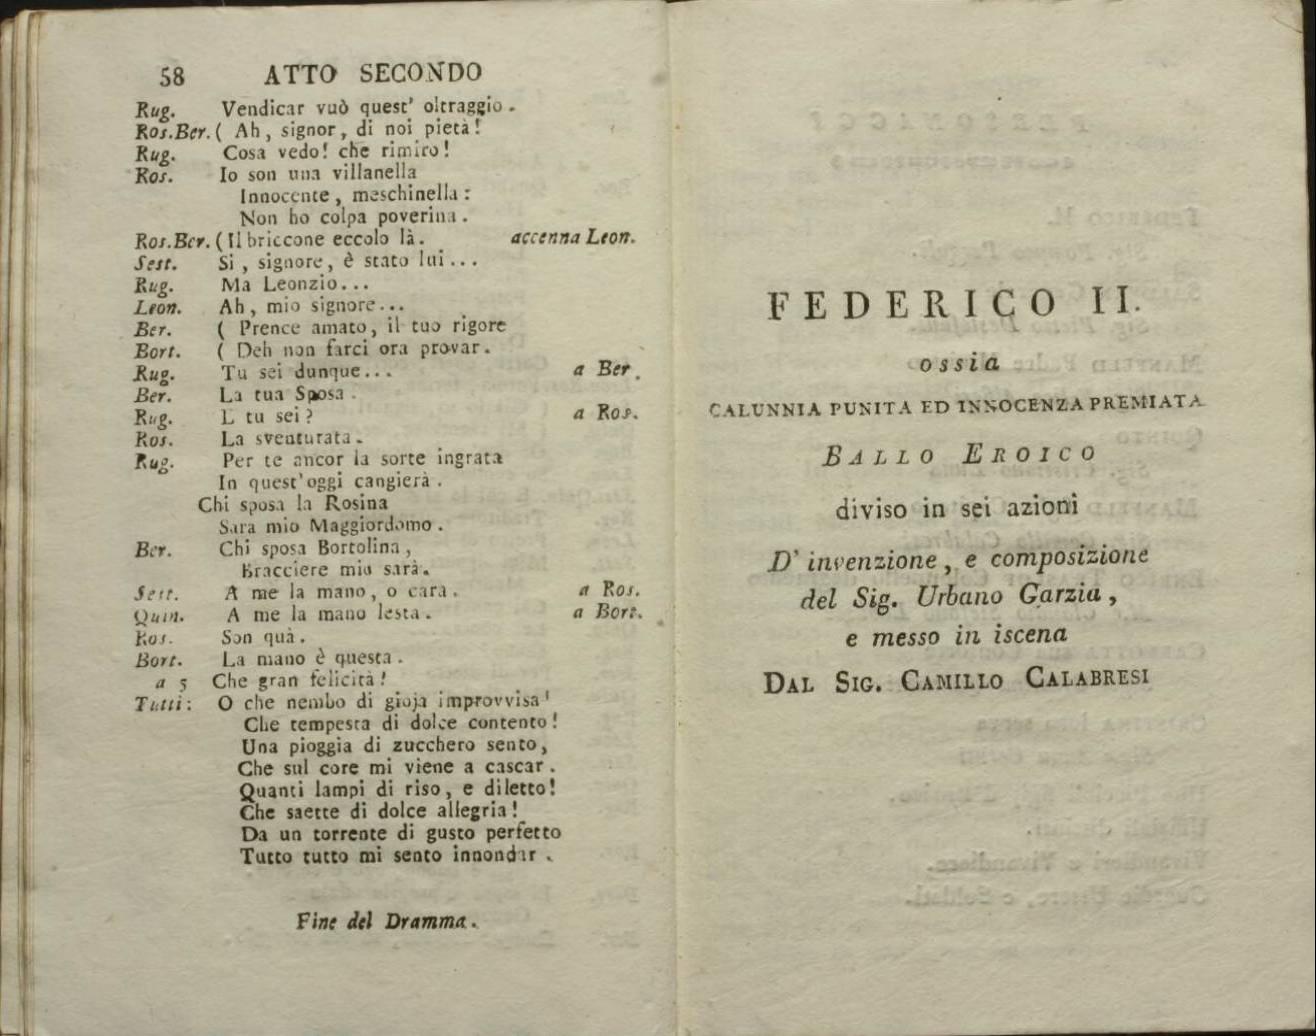 58 ATTO SECONDO
Rug. Vendicar vuò quest' oltraggio.
Ros.Ber. ( Ah, signor, di noi pietà!
Rug. Cosa vedo! che rimiro!
Ros. Io son una villanella
Innocente, meschinella:
Non ho colpa poverina.
Ros.Ber. (Il briccone eccolo là. accenna Leon.
Sest. Si, signore, è stato lui...
Rug. Ma Leonzio...
Leon. Ah, mio signore...
Ber. ( Prence amato, il tuo rigore
Bort. ( Deh non farci ora provar.
Rug. Tu sei dunque... a Ber.
Ber. La tua Sposa.
Rug. E tu sei? a Ros.
Ros. La sventurata.
Rug. Per te ancor la sorte ingrata
In quest'oggi cangierà.
Chi sposa la Rosina
Sara mio Maggiordomo.
Ber. Chi sposa Bortolina,
Bracciere mio sarà.
Sest. A me la mano, o cara. a Ros.
Quin. A me la mano lesta. a Bort.
Ros. Son quà.
Bort. La mano è questa.
a 5 Che gran felicità!
Tutti: O che nembo di gioja improvvisa!
Che tempesta di dolce contento!
Una pioggia di zucchero sento,
Che sul core mi viene a cascar.
Quanti lampi di riso, e diletto!
Che saette di dolce allegria!
Da un torrente di gusto perfetto
Tutto tutto mi sento innondar.
Fine del Dramma.
FEDERICO II.
ossia
CALUNNIA PUNITA ED INNOCENZA PREMIATA
BALLO EROICO
diviso in sei azioni
D' invenzione, e composizione
del Sig. Urbano Garzia,
e messo in iscena
DAL SIG. CAMILLO CALABRESI